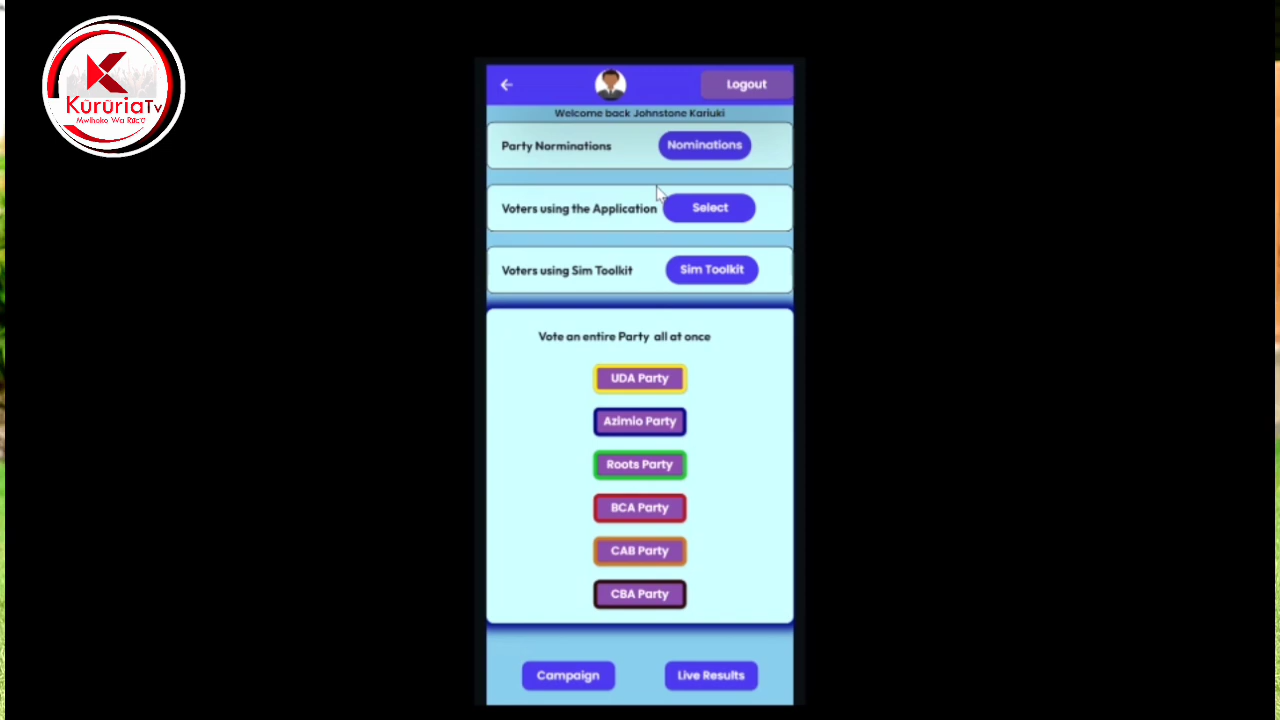 KũrũriaTv
Logout
Welcome back Johnstone Kariuki
Party Norminations
Nominations
Voters using the Application
Select
Voters using Sim Toolkit
Sim Toolkit
Vote an entire Party all at once
UDA Party
Azimio Party
Roots Party
BCA Party
CAB Party
CBA Party
Campaign
Live Results